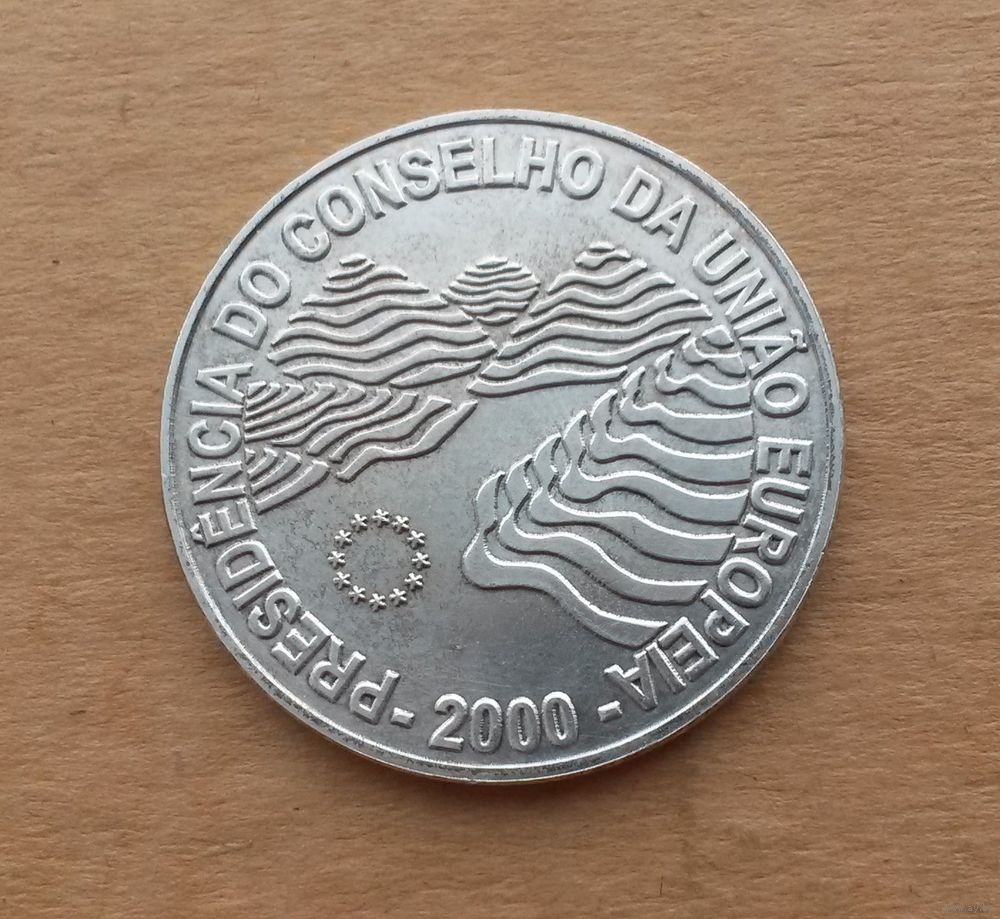 PRESIDÊNCIA DO CONSELHO DA UNIÃO EUROPEIA
- 2000 -